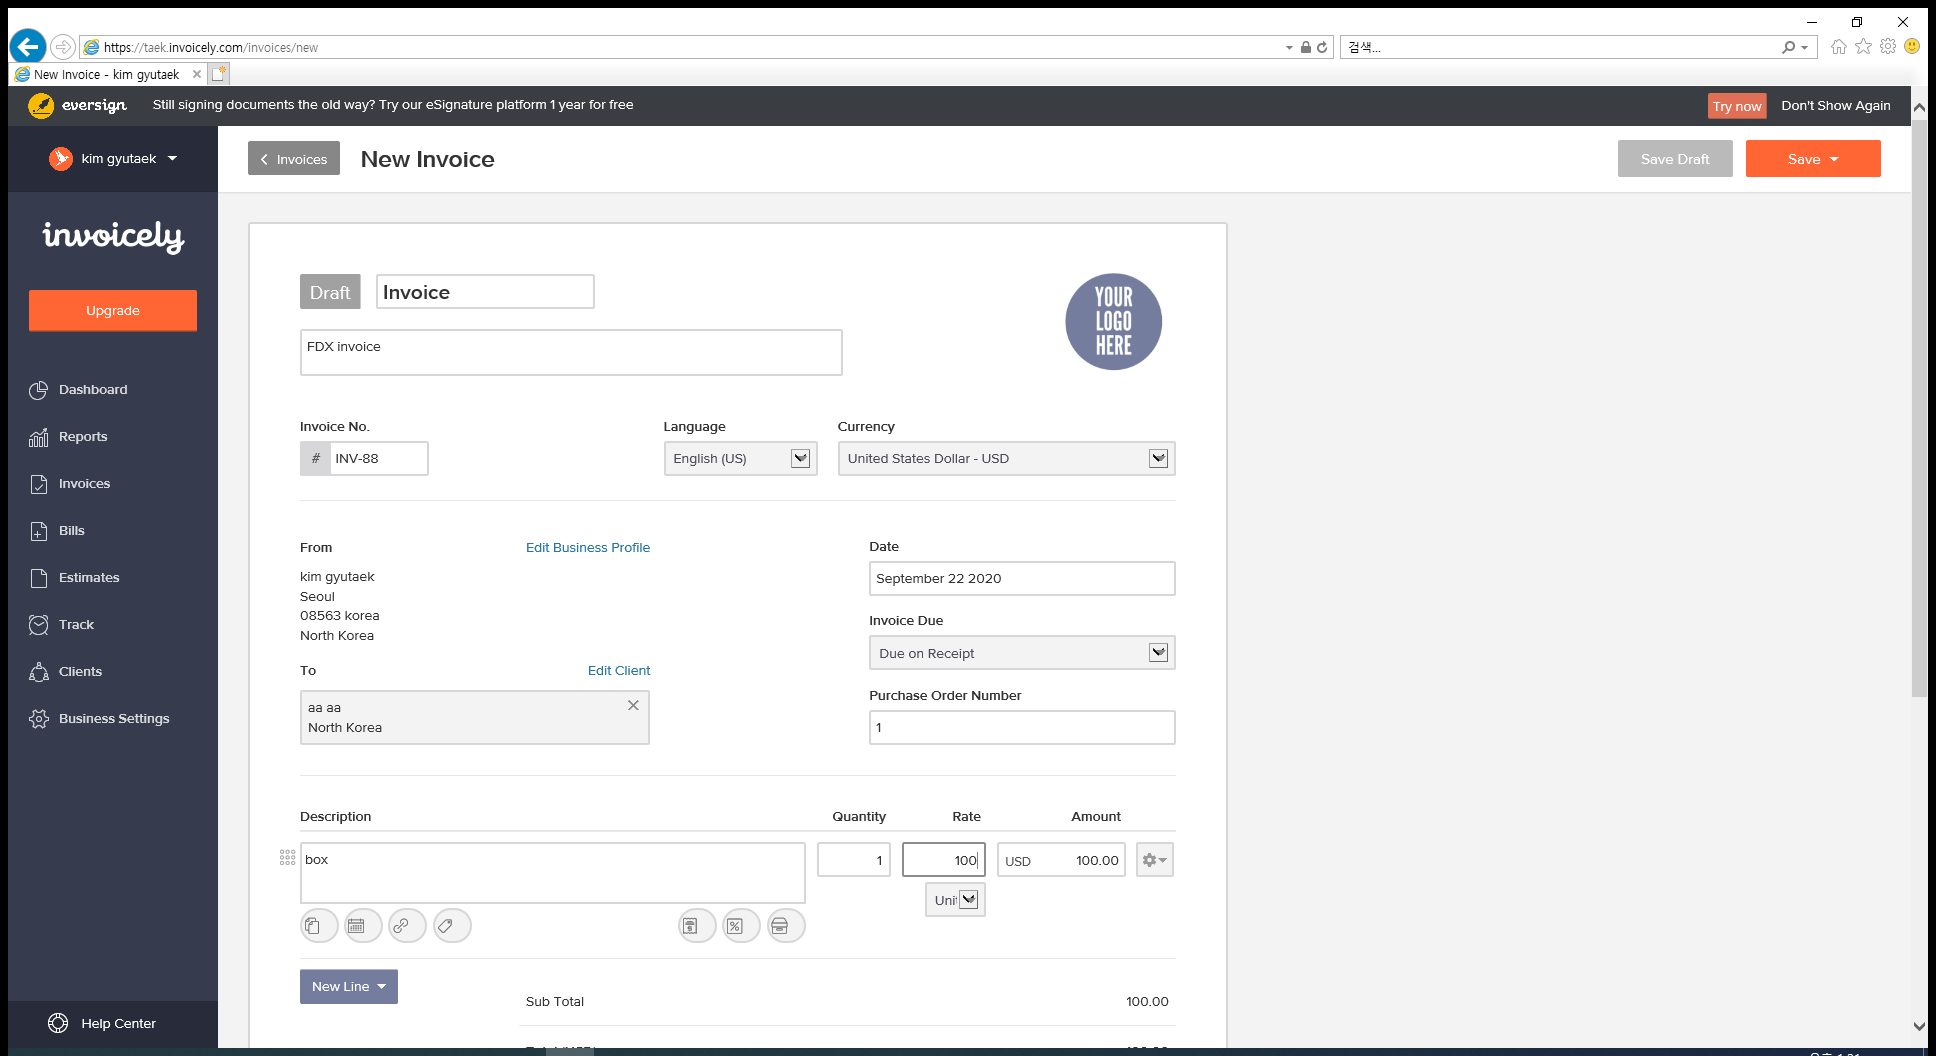 https://taek.invoicely.com/invoices/new
검색...
New Invoice - kim gyutaek
eversign
Still signing documents the old way? Try our eSignature platform 1 year for free
Try now
Don't Show Again
kim gyutaek
Invoices
New Invoice
Save Draft
Save
invoicely
Upgrade
Dashboard
Reports
Invoices
Bills
Estimates
Track
Clients
Business Settings
Help Center
Draft
Invoice
YOUR
LOGO
HERE
FDX invoice
Invoice No.
Language
Currency
# INV-88
English (US)
United States Dollar - USD
From
Edit Business Profile
kim gyutaek
Seoul
08563 korea
North Korea
To
Edit Client
aa aa
North Korea
Date
September 22 2020
Invoice Due
Due on Receipt
Purchase Order Number
1
Description
Quantity
Rate
Amount
box
1
100
USD 100.00
Uni
New Line
Sub Total
100.00